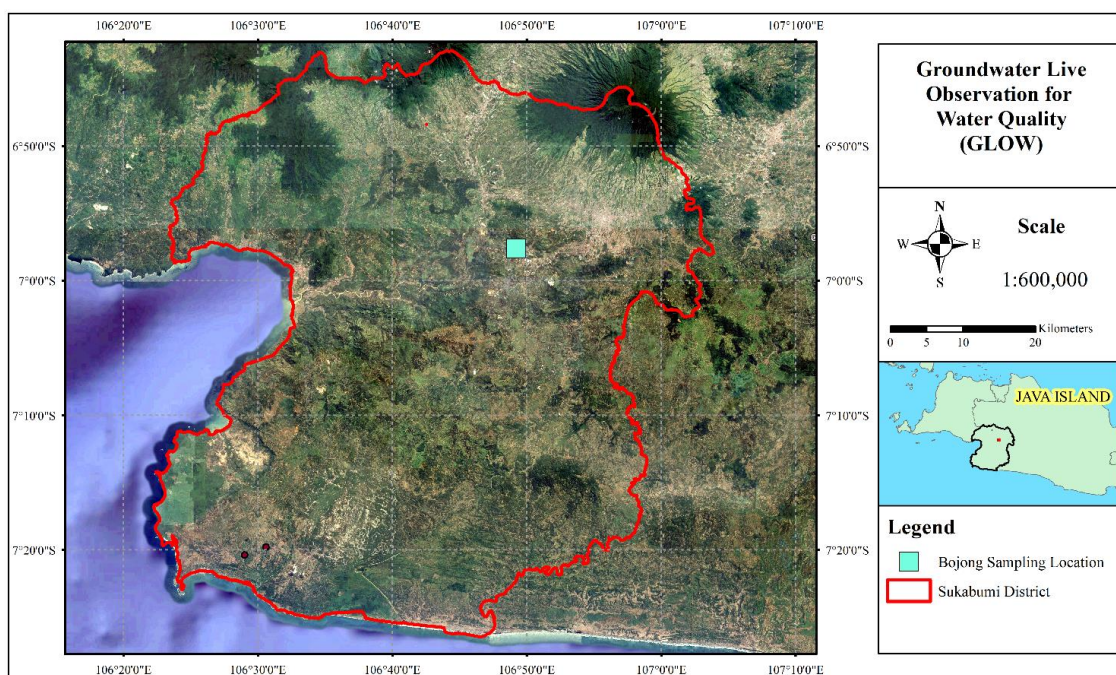 106°20'0"E 106°30'0"E 106°40'0"E 106°50'0"E 107°0'0"E 107°10'0"E
6°50'0"S 6°50'0"S
7°0'0"S 7°0'0"S
7°10'0"S 7°10'0"S
7°20'0"S 7°20'0"S
106°20'0"E 106°30'0"E 106°40'0"E 106°50'0"E 107°0'0"E 107°10'0"E
Groundwater Live
Observation for
Water Quality
(GLOW)
N
W E
S
Scale
1:600,000
Kilometers
0 5 10 20
JAVA ISLAND
Legend
Bojong Sampling Location
Sukabumi District